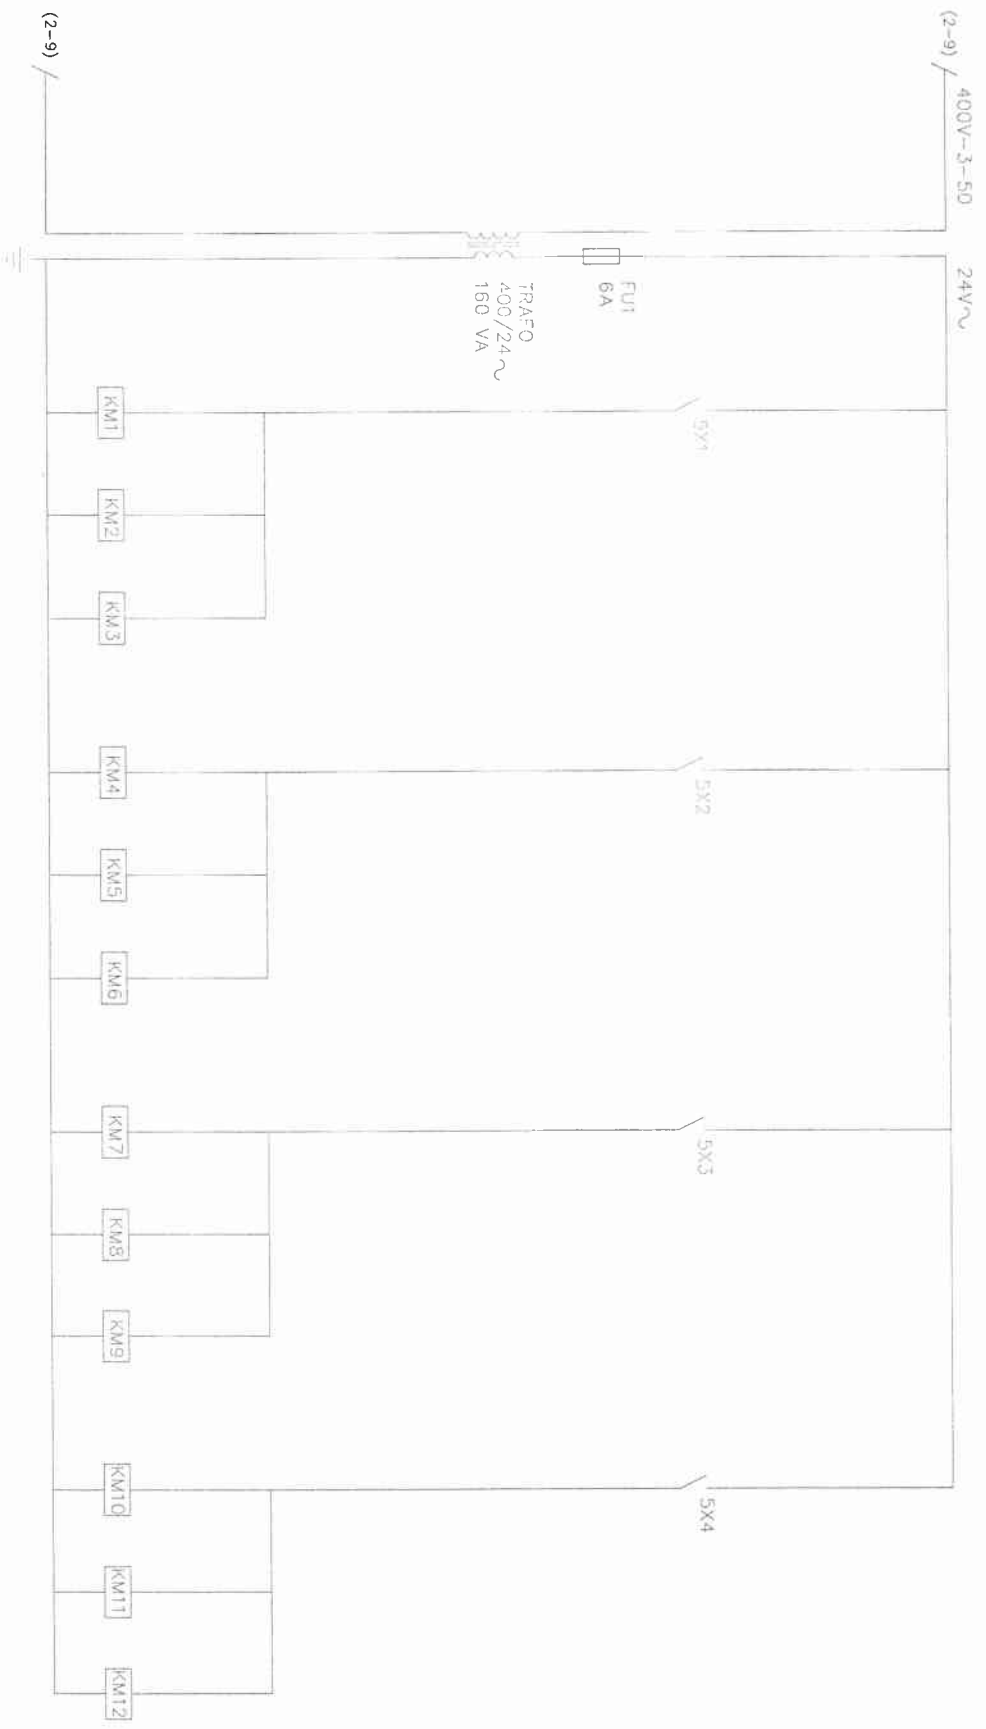 (2-9)
400V-3-50
24V~
(2-9)
FU1
6A
TRAFO
400/24~
160 VA
5X1
5X2
5X3
5X4
KM1
KM2
KM3
KM4
KM5
KM6
KM7
KM8
KM9
KM10
KM11
KM12